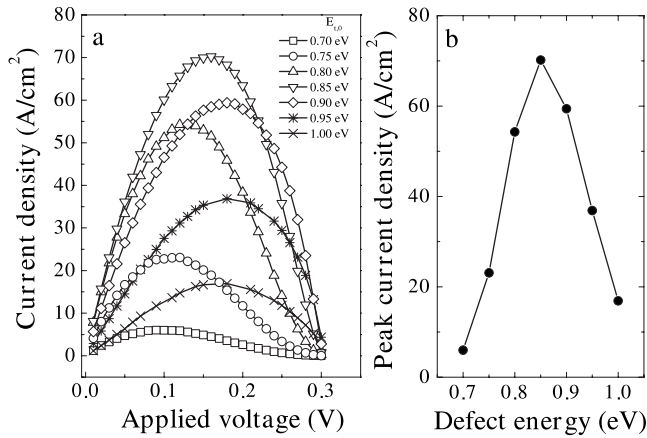 a
E_t,0
0.70 eV
0.75 eV
0.80 eV
0.85 eV
0.90 eV
0.95 eV
1.00 eV
Current density (A/cm²)
80
70
60
50
40
30
20
10
0
0.0 0.1 0.2 0.3
Applied voltage (V)
b
Peak current density (A/cm²)
80
60
40
20
0
0.7 0.8 0.9 1.0
Defect energy (eV)